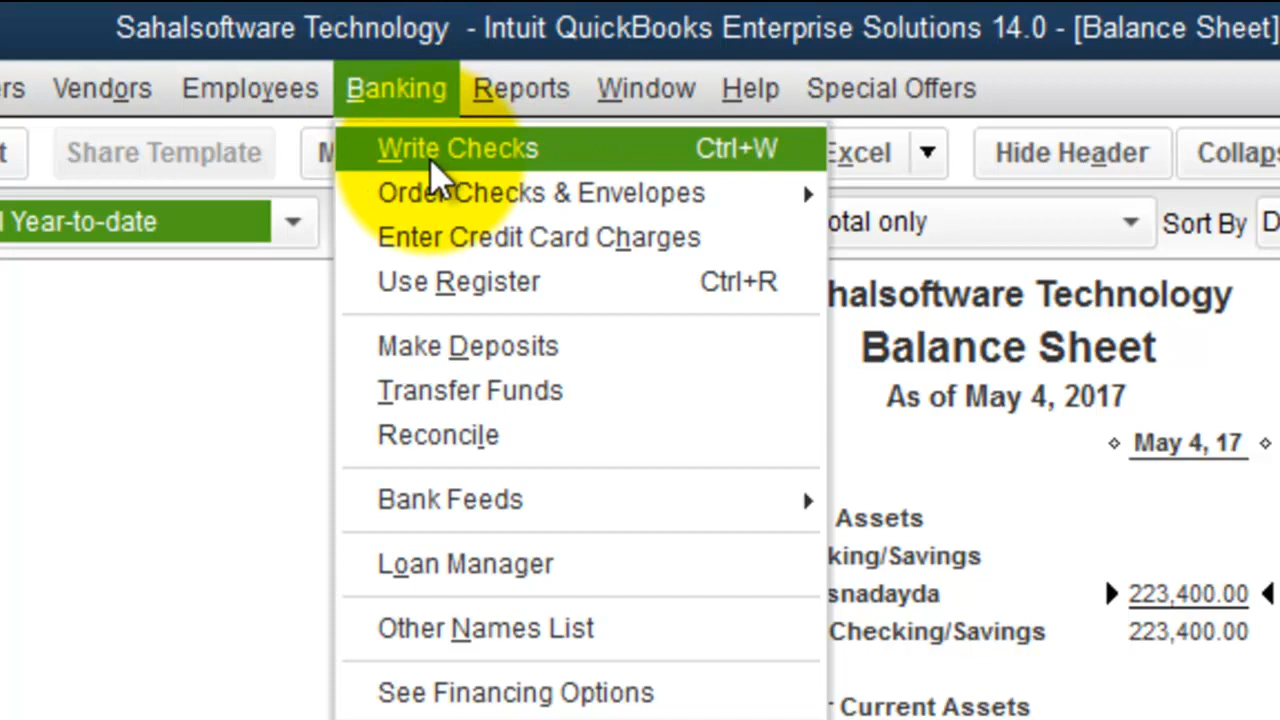 Sahalsoftware Technology - Intuit QuickBooks Enterprise Solutions 14.0 - [Balance Sheet]
rs Vendors Employees Banking Reports Window Help Special Offers
t Share Template M Excel Hide Header Collaps
l Year-to-date otal only Sort By D
Write Checks Ctrl+W
Order Checks & Envelopes
Enter Credit Card Charges
Use Register Ctrl+R
Make Deposits
Transfer Funds
Reconcile
Bank Feeds
Loan Manager
Other Names List
See Financing Options
halsoftware Technology
Balance Sheet
As of May 4, 2017
May 4, 17
Assets
king/Savings
snadayda 223,400.00
Checking/Savings 223,400.00
r Current Assets